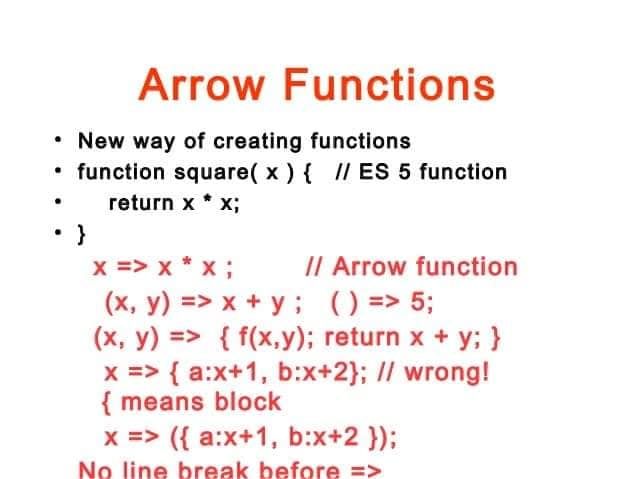 Arrow Functions
• New way of creating functions
• function square( x ) {   // ES 5 function
•    return x * x;
• }
x => x * x ;        // Arrow function
(x, y) => x + y ;   ( ) => 5;
(x, y) =>  { f(x,y); return x + y; }
x => { a:x+1, b:x+2}; // wrong!
{ means block
x => ({ a:x+1, b:x+2 });
No line break before =>